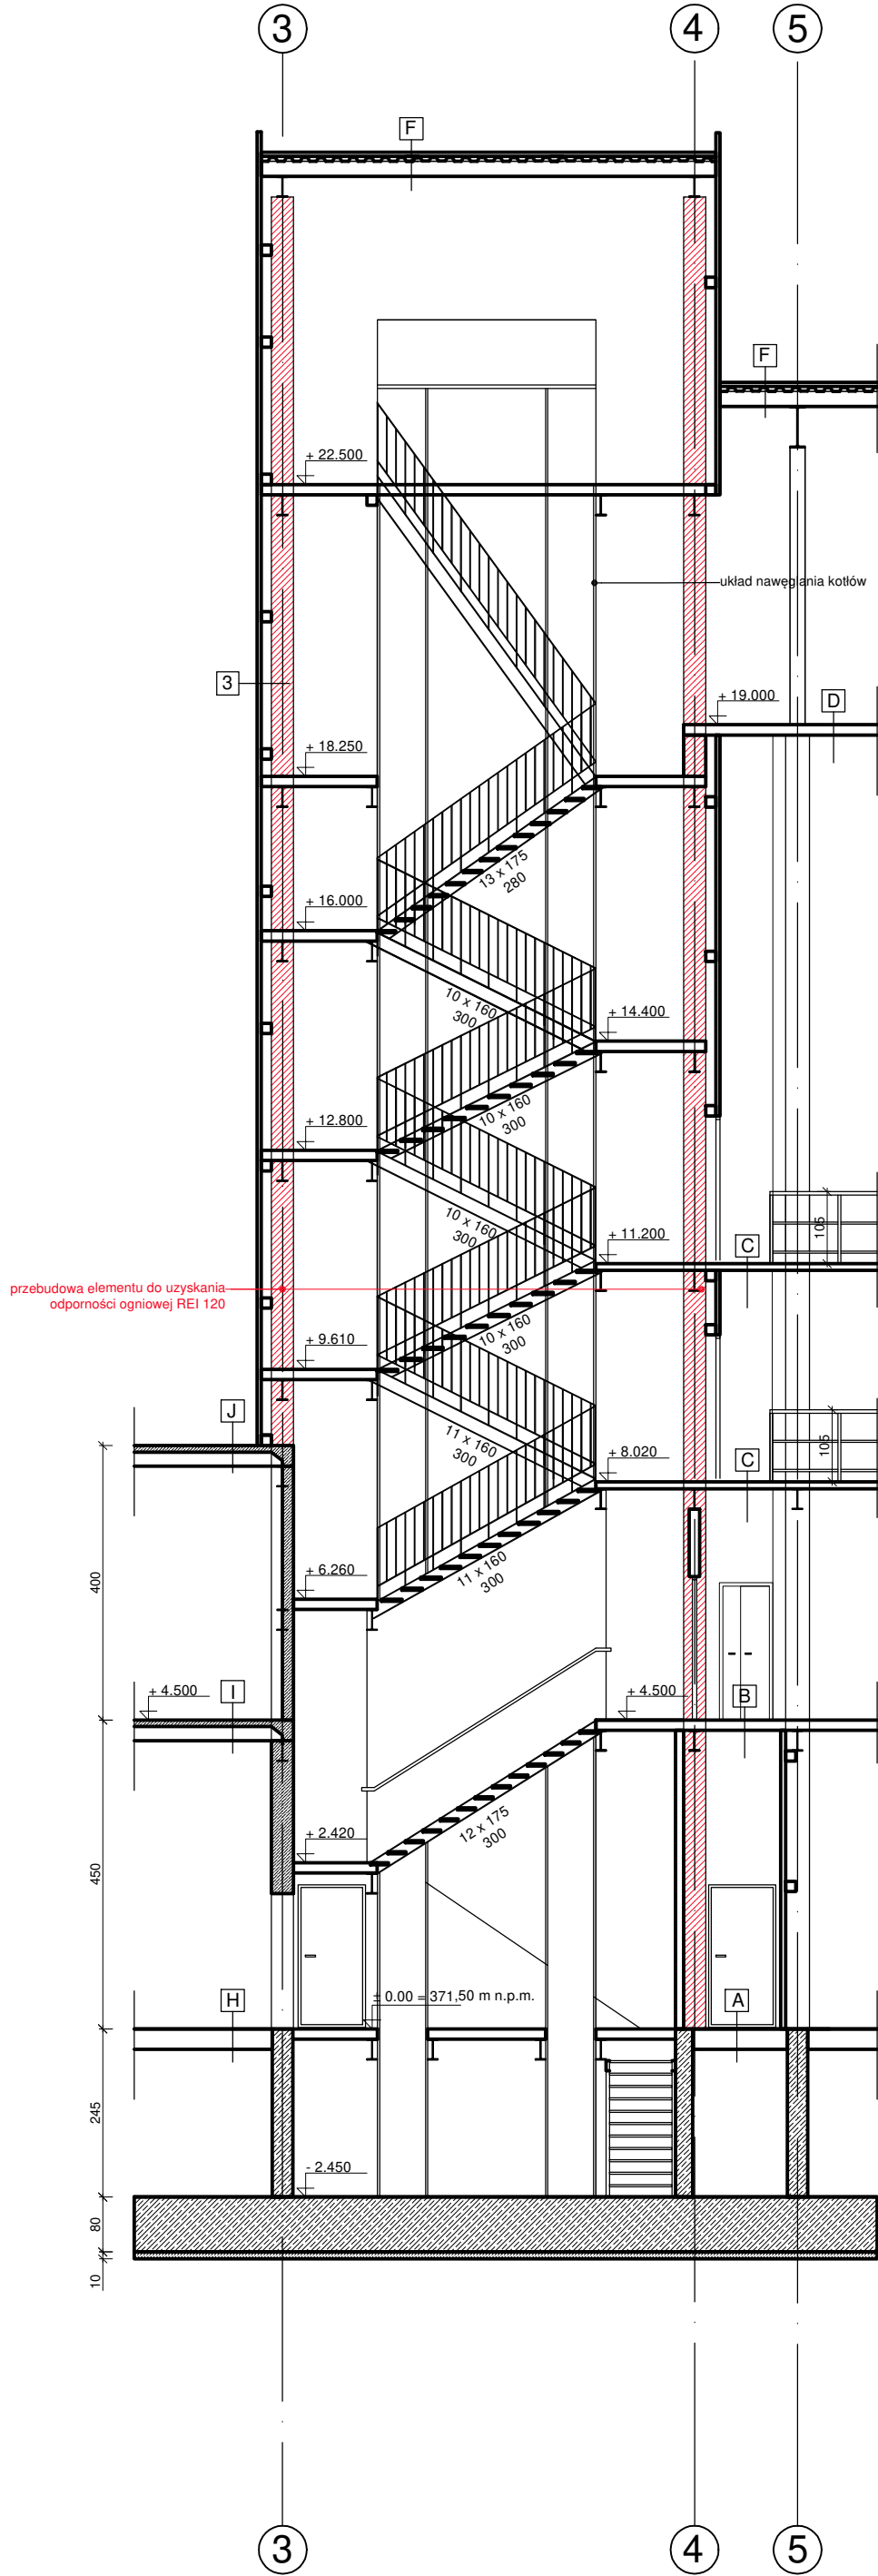 3
4
5
F
F
+ 22.500
układ nawęglania kotłów
3
+ 19.000
D
+ 18.250
13 x 175
280
+ 16.000
10 x 160
300
+ 14.400
10 x 160
300
+ 12.800
10 x 160
300
+ 11.200
C
105
przebudowa elementu do uzyskania
odporności ogniowej REI 120
10 x 160
300
+ 9.610
J
11 x 160
300
+ 8.020
C
105
400
11 x 160
300
+ 6.260
+ 4.500
I
+ 4.500
B
12 x 175
300
+ 2.420
450
H
± 0.00 = 371,50 m n.p.m.
A
245
- 2.450
80
10
3
4
5